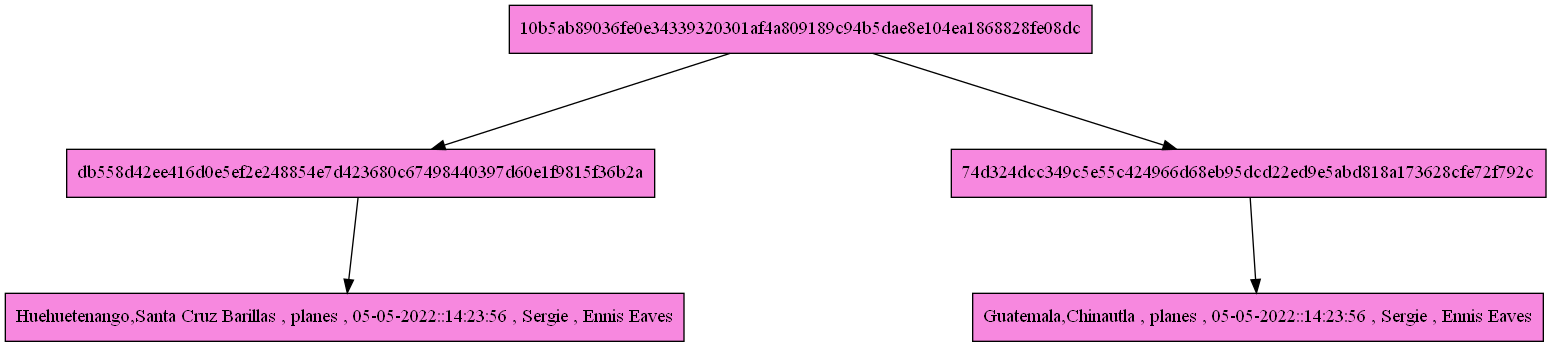 10b5ab89036fe0e34339320301af4a809189c94b5dae8e104ea1868828fe08dc
db558d42ee416d0e5ef2e248854e7d423680c67498440397d60e1f9815f36b2a
74d324dcc349c5e55c424966d68eb95dcd22ed9e5abd818a173628cfe72f792c
Huehuetenango,Santa Cruz Barillas , planes , 05-05-2022::14:23:56 , Sergie , Ennis Eaves
Guatemala,Chinautla , planes , 05-05-2022::14:23:56 , Sergie , Ennis Eaves